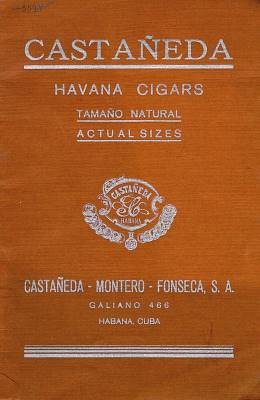 CASTAÑEDA
HAVANA CIGARS
TAMAÑO NATURAL
ACTUAL SIZES
CASTAÑEDA
HABANA
CASTAÑEDA - MONTERO - FONSECA, S. A.
GALIANO 466
HABANA, CUBA